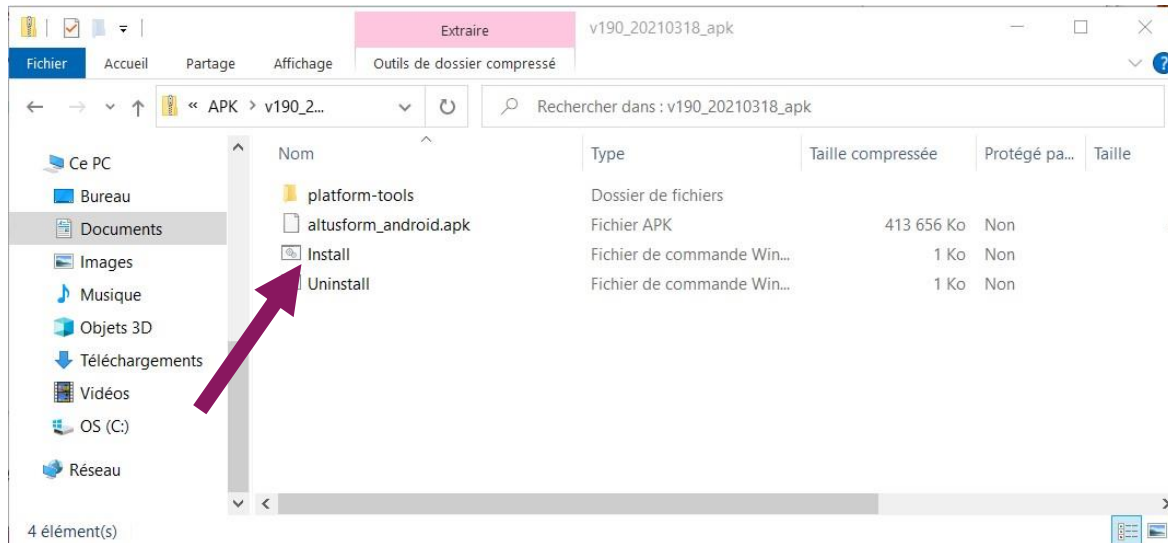 Extraire v190_20210318_apk
Fichier Accueil Partage Affichage Outils de dossier compressé
« APK > v190_2... Rechercher dans : v190_20210318_apk
Nom Type Taille compressée Protégé pa... Taille
Ce PC
Bureau
Documents
Images
Musique
Objets 3D
Téléchargements
Vidéos
OS (C:)
Réseau
platform-tools Dossier de fichiers
altusform_android.apk Fichier APK 413 656 Ko Non
Install Fichier de commande Win... 1 Ko Non
Uninstall Fichier de commande Win... 1 Ko Non
4 élément(s)